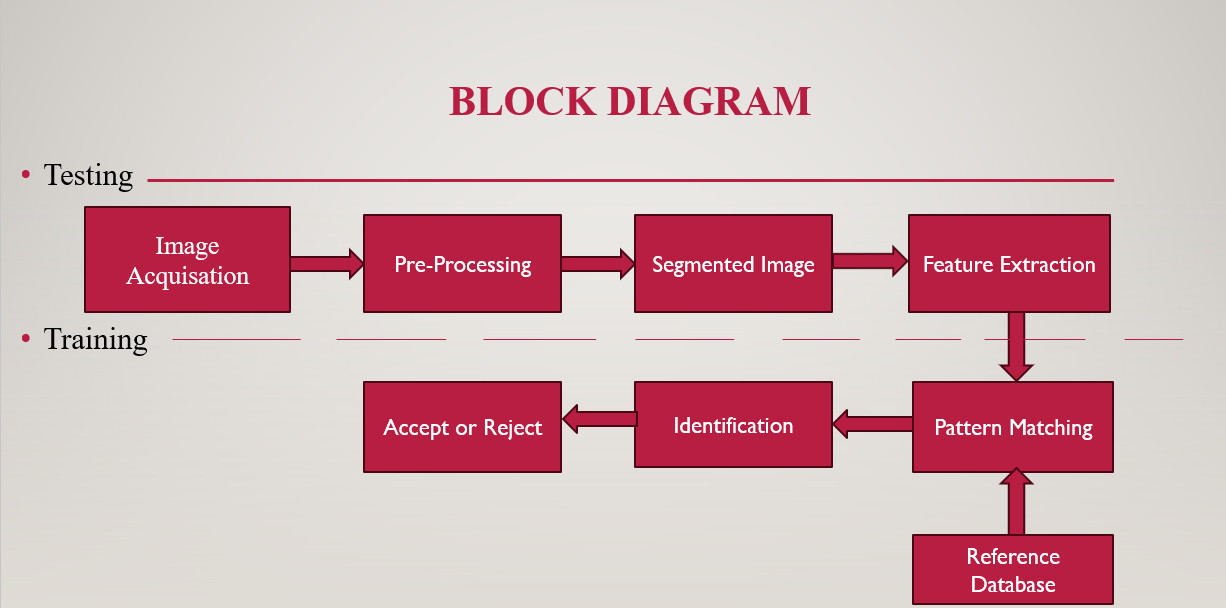 BLOCK DIAGRAM
• Testing
Image
Acquisation
Pre-Processing
Segmented Image
Feature Extraction
• Training
Accept or Reject
Identification
Pattern Matching
Reference
Database